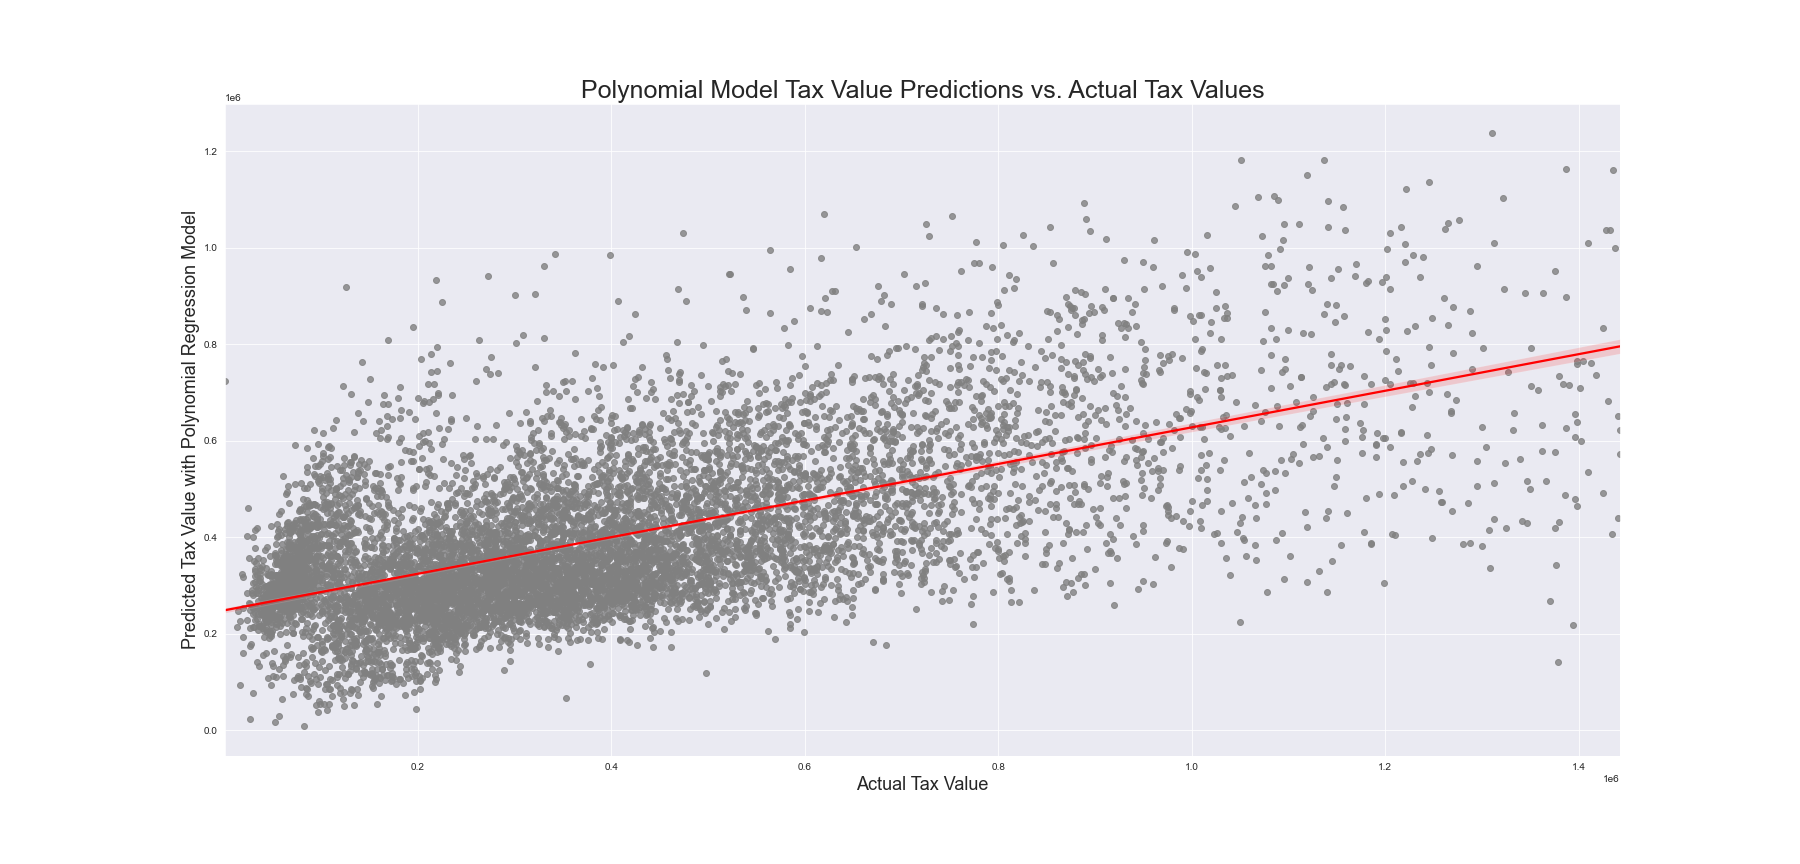 Polynomial Model Tax Value Predictions vs. Actual Tax Values
1e6
1.2
1.0
0.8
0.6
0.4
0.2
0.0
Predicted Tax Value with Polynomial Regression Model
0.2 0.4 0.6 0.8 1.0 1.2 1.4
1e6
Actual Tax Value